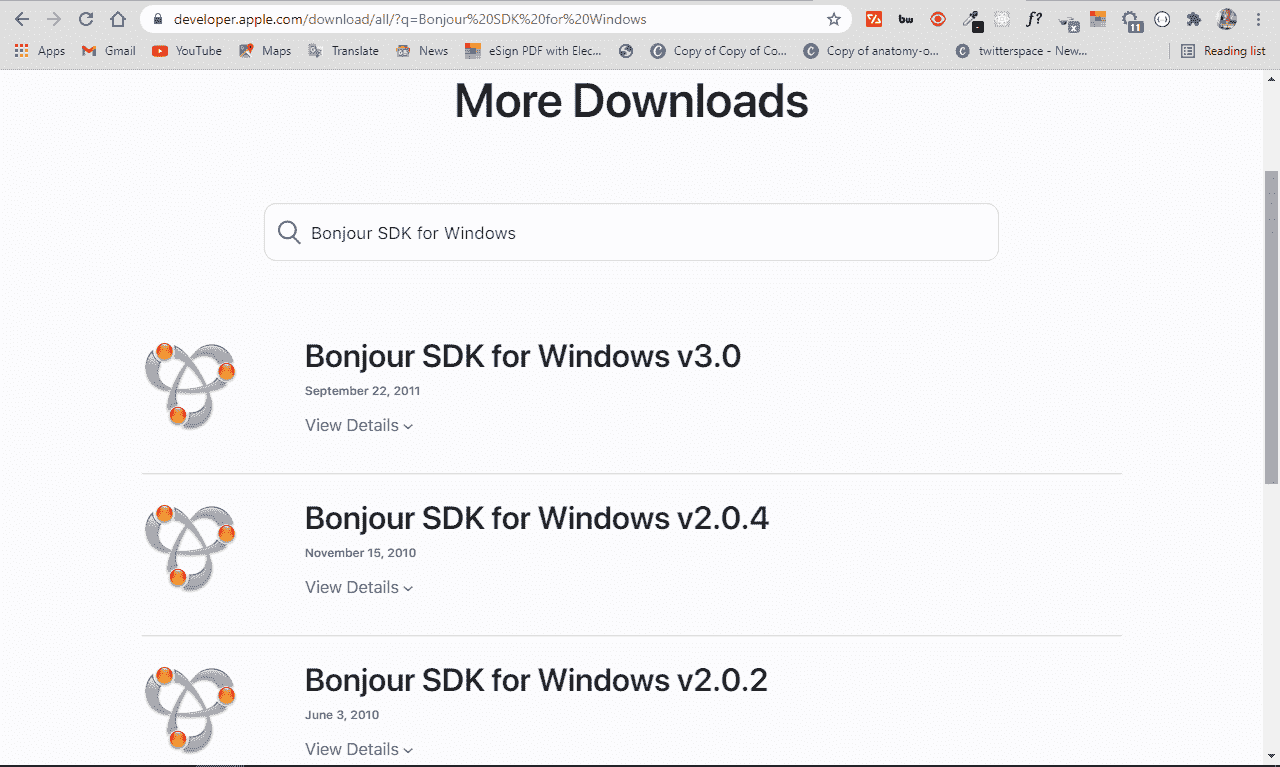 developer.apple.com/download/all/?q=Bonjour%20SDK%20for%20Windows
bw
f?
x
11
Apps Gmail YouTube Maps Translate News eSign PDF with Elec... Copy of Copy of Co... Copy of anatomy-o... twitterspace - New... Reading list
More Downloads
Bonjour SDK for Windows
Bonjour SDK for Windows v3.0
September 22, 2011
View Details
Bonjour SDK for Windows v2.0.4
November 15, 2010
View Details
Bonjour SDK for Windows v2.0.2
June 3, 2010
View Details